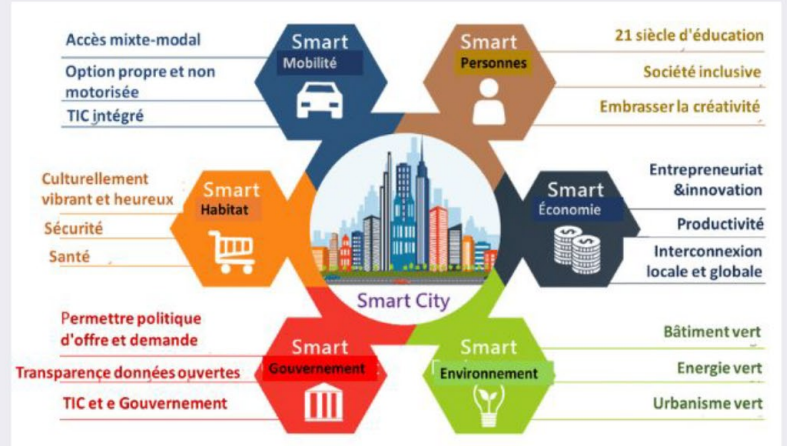 Accès mixte-modal
Option propre et non
motorisée
TIC intégré
Smart
Mobilité
Smart
Personnes
21 siècle d'éducation
Société inclusive
Embrasser la créativité
Culturellement
vibrant et heureux
Sécurité
Santé
Smart
Habitat
Smart
Économie
Entrepreneuriat
&innovation
Productivité
Interconnexion
locale et globale
Smart City
Permettre politique
d'offre et demande
Transparençe données ouvertes
TIC et e Gouvernement
Smart
Gouvernement
Smart
Environnement
Bâtiment vert
Energie vert
Urbanisme vert